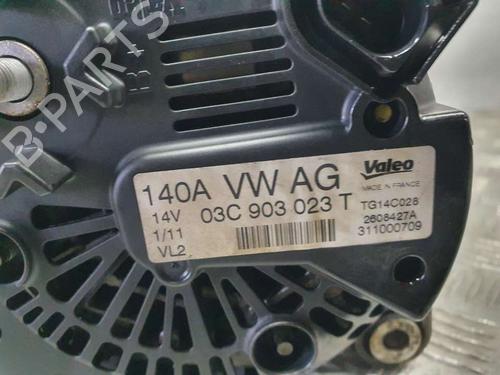 B
B-PARTS
140A VW AG
Valeo
MADE IN FRANCE
14V
03C 903 023 T
TG14C028
1/11
2608427A
VL2
311000709